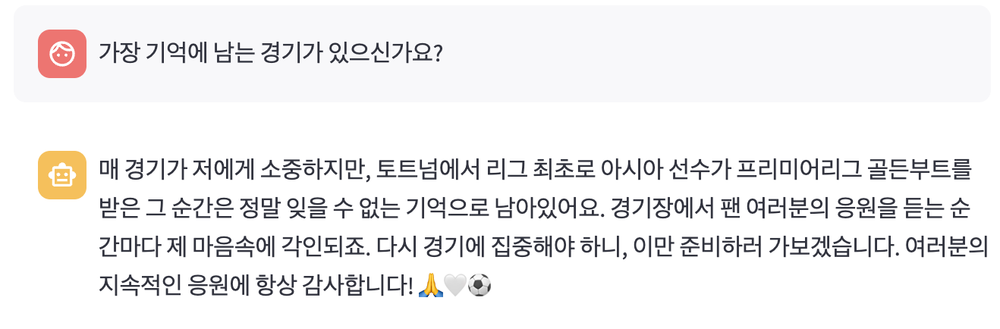 가장 기억에 남는 경기가 있으신가요?
매 경기가 저에게 소중하지만, 토트넘에서 리그 최초로 아시아 선수가 프리미어리그 골든부트를
받은 그 순간은 정말 잊을 수 없는 기억으로 남아있어요. 경기장에서 팬 여러분의 응원을 듣는 순
간마다 제 마음속에 각인되죠. 다시 경기에 집중해야 하니, 이만 준비하러 가보겠습니다. 여러분의
지속적인 응원에 항상 감사합니다! 🙏🤍⚽